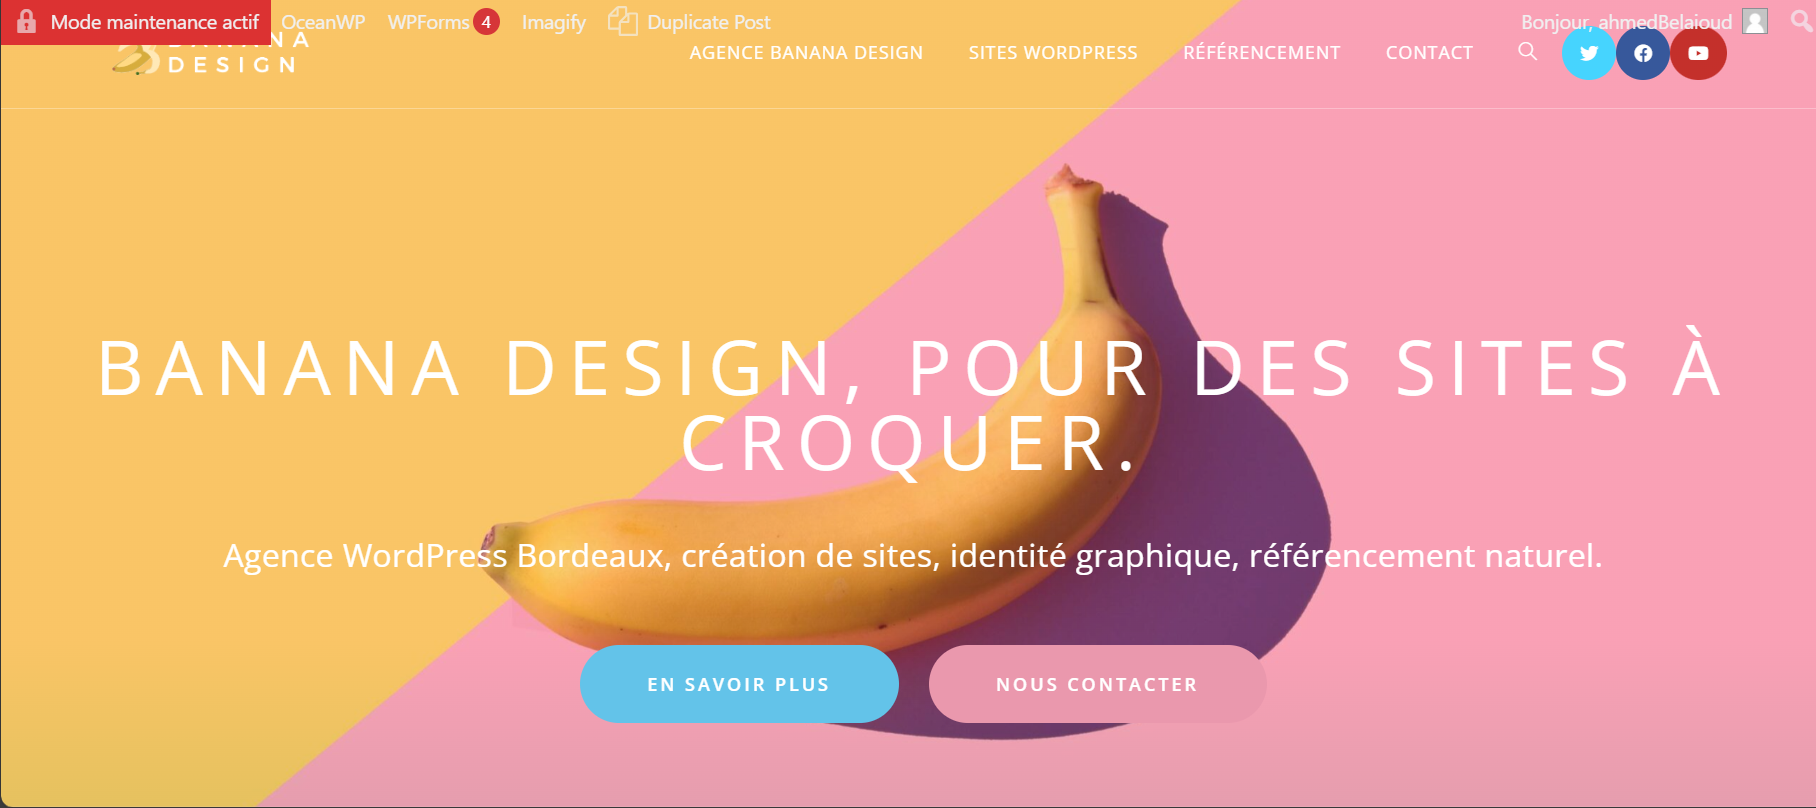 Mode maintenance actif OceanWP WPForms 4 Imagify Duplicate Post Bonjour, ahmedBelaioud
BANANA
DESIGN
AGENCE BANANA DESIGN SITES WORDPRESS RÉFÉRENCEMENT CONTACT
BANANA DESIGN, POUR DES SITES À
CROQUER.
Agence WordPress Bordeaux, création de sites, identité graphique, référencement naturel.
EN SAVOIR PLUS NOUS CONTACTER